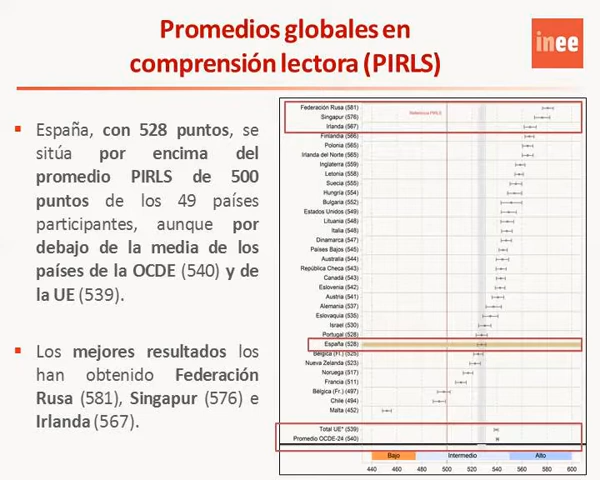 Promedios globales en
comprensión lectora (PIRLS)
inee
España, con 528 puntos, se
sitúa por encima del
promedio PIRLS de 500
puntos de los 49 países
participantes, aunque por
debajo de la media de los
países de la OCDE (540) y de
la UE (539).
Los mejores resultados los
han obtenido Federación
Rusa (581), Singapur (576) e
Irlanda (567).
Referencia PIRLS
Federación Rusa (581)
Singapur (576)
Irlanda (567)
Finlandia (566)
Polonia (565)
Irlanda del Norte (565)
Inglaterra (559)
Letonia (558)
Suecia (555)
Hungría (554)
Bulgaria (552)
Estados Unidos (549)
Lituania (548)
Italia (548)
Dinamarca (547)
Países Bajos (545)
Australia (544)
República Checa (543)
Canadá (543)
Eslovenia (542)
Austria (541)
Alemania (537)
Eslovaquia (535)
Israel (530)
Portugal (528)
España (528)
Bélgica (Fl.) (525)
Nueva Zelanda (523)
Noruega (517)
Francia (511)
Bélgica (Fr.) (497)
Chile (494)
Malta (452)
Total UE* (539)
Promedio OCDE-24 (540)
Bajo Intermedio Alto
440 460 480 500 520 540 560 580 600